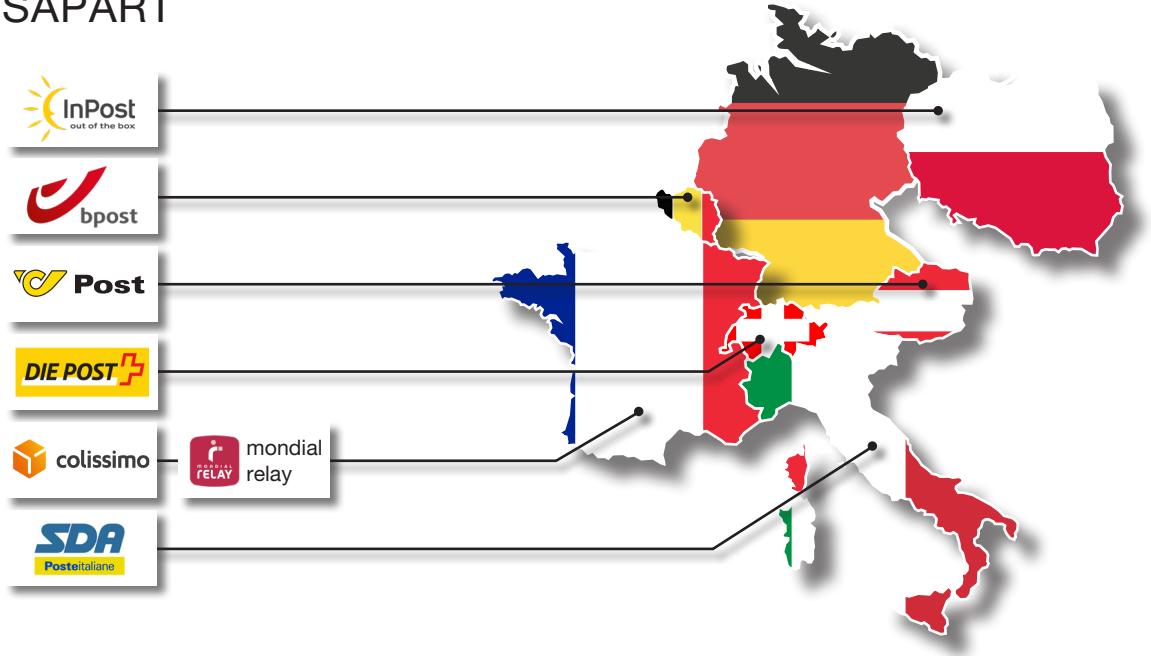 SAPART
InPost
out of the box
bpost
Post
DIE POST
colissimo
MONDIAL
RELAY
mondial
relay
SDA
Posteitaliane